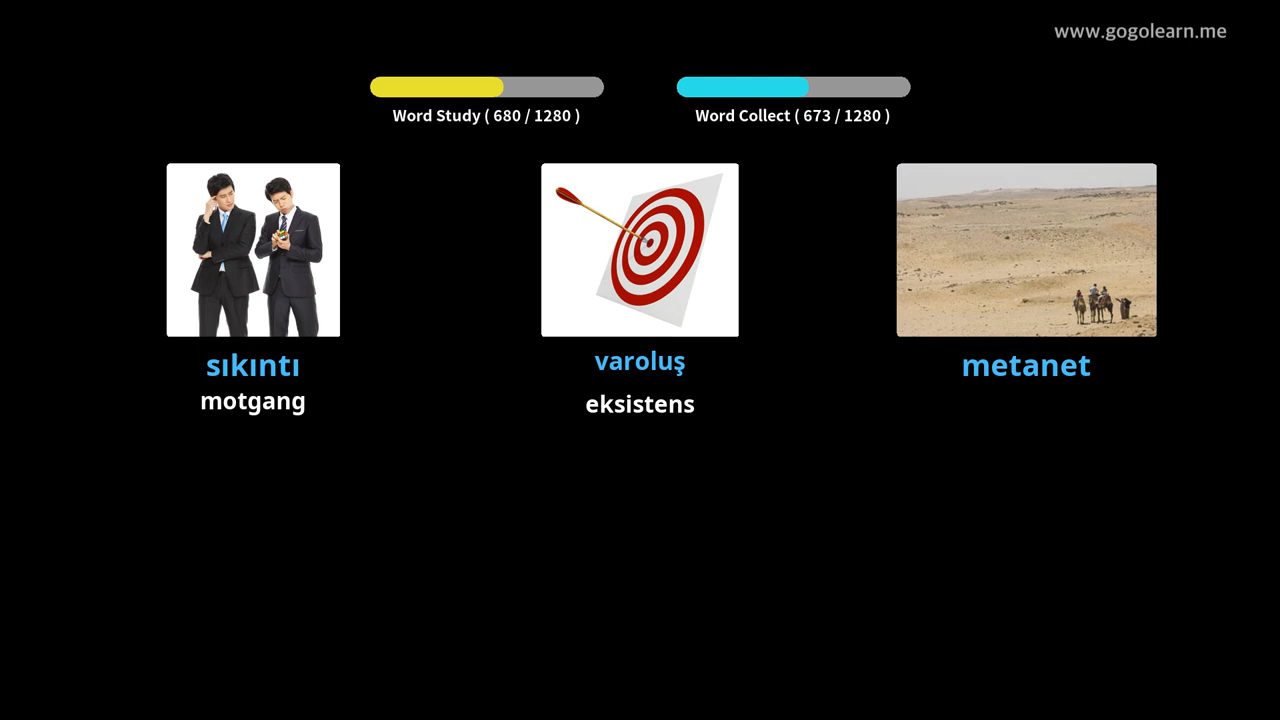 www.gogolearn.me
Word Study ( 680 / 1280 )
Word Collect ( 673 / 1280 )
sıkıntı
motgang
varoluş
eksistens
metanet